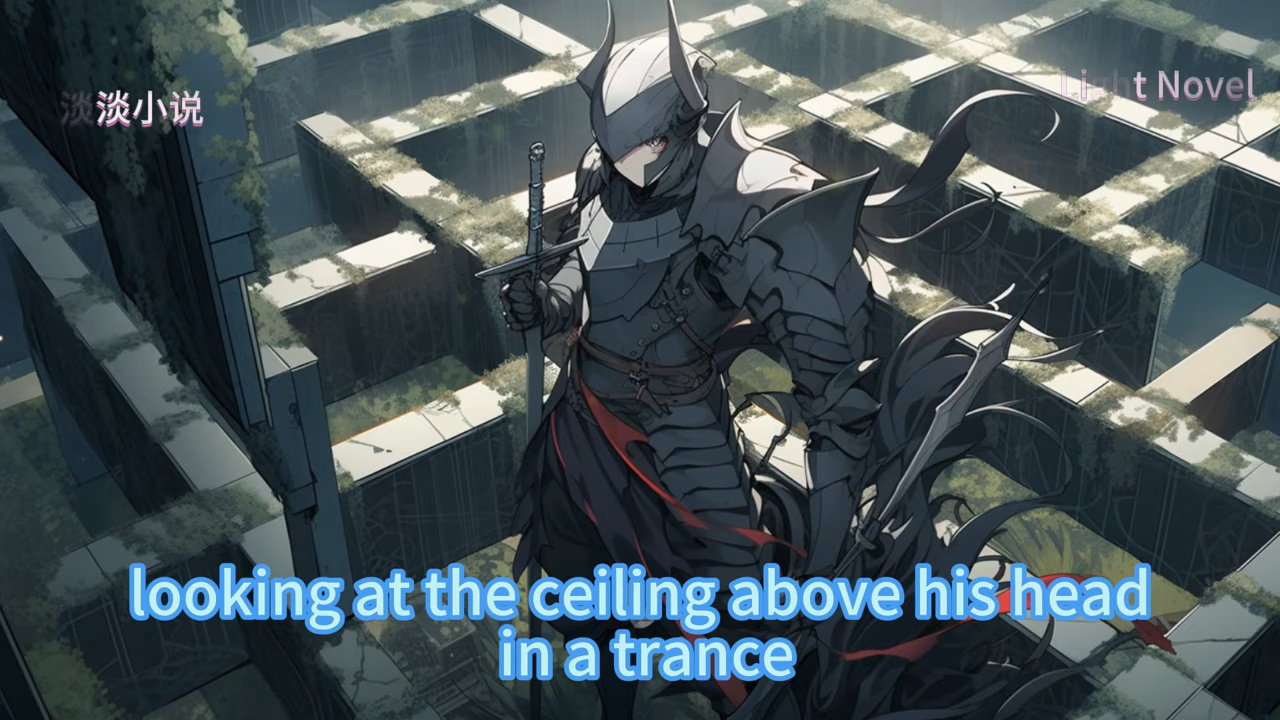 淡淡小说
Light Novel
looking at the ceiling above his head
in a trance